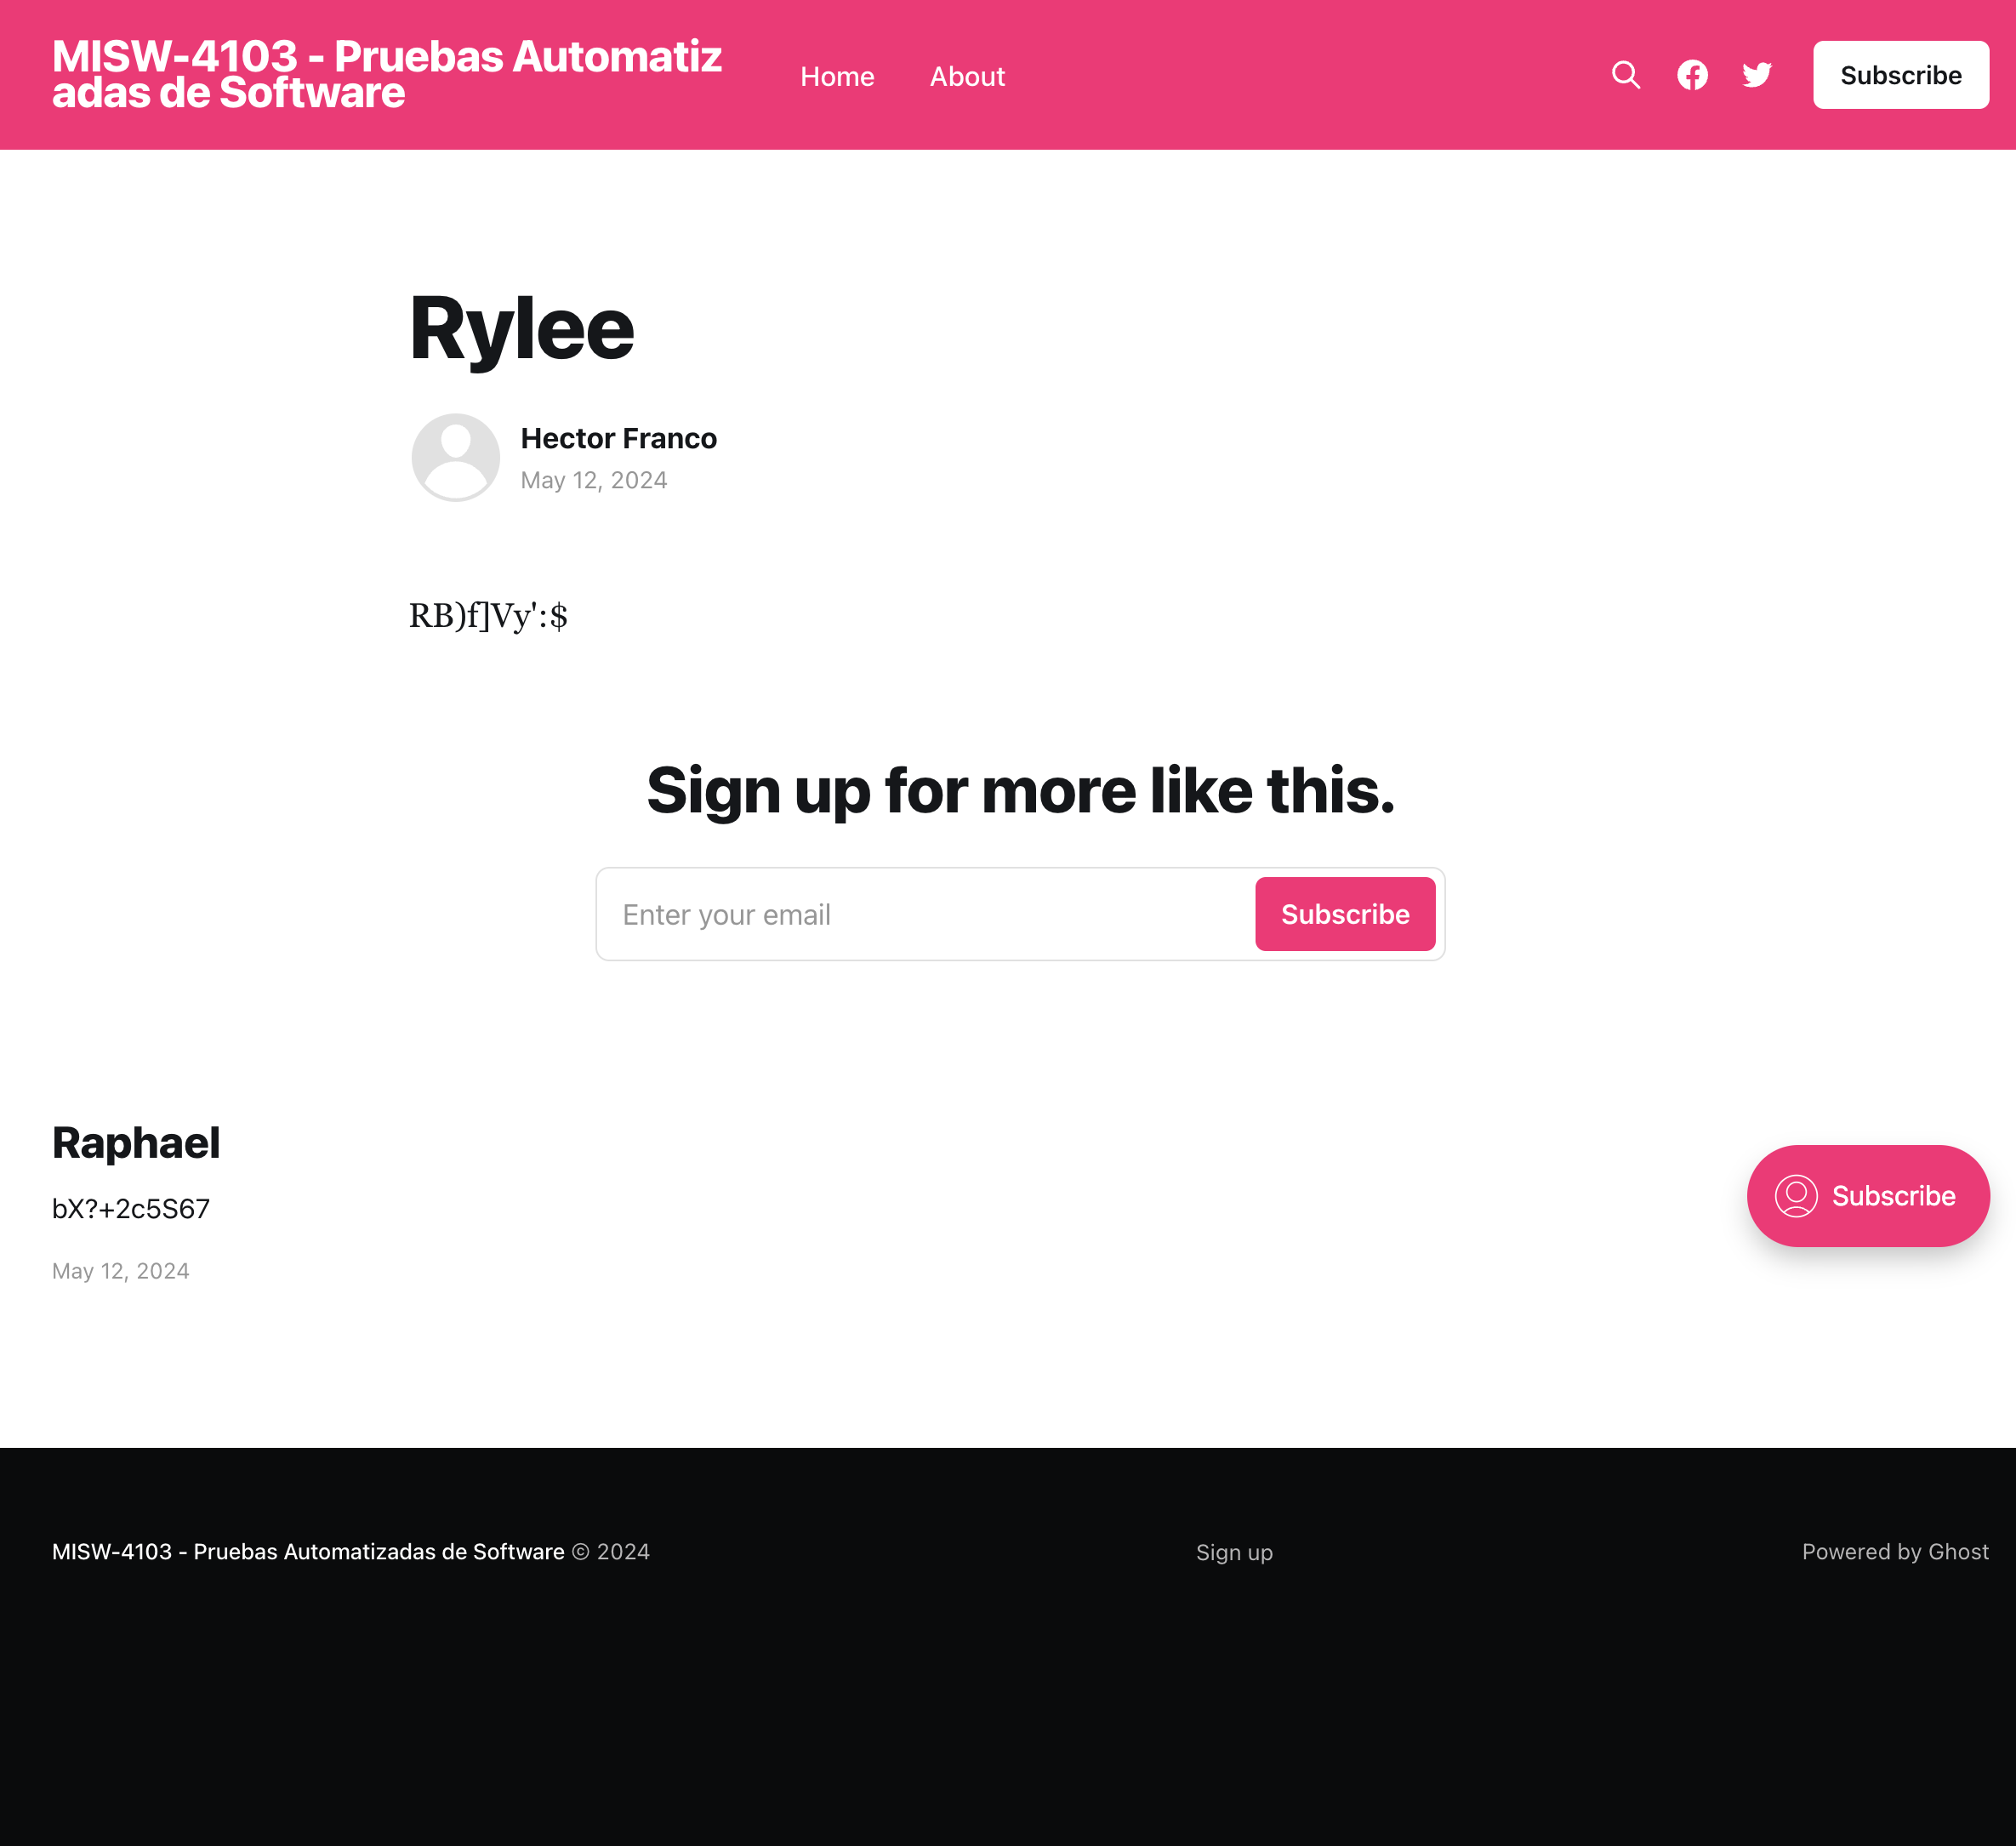 MISW-4103 - Pruebas Automatiz
adas de Software
Home
About
Subscribe
Rylee
Hector Franco
May 12, 2024
RB)f]Vy':$
Sign up for more like this.
Enter your email
Subscribe
Raphael
bX?+2c5S67
May 12, 2024
Subscribe
MISW-4103 - Pruebas Automatizadas de Software © 2024
Sign up
Powered by Ghost